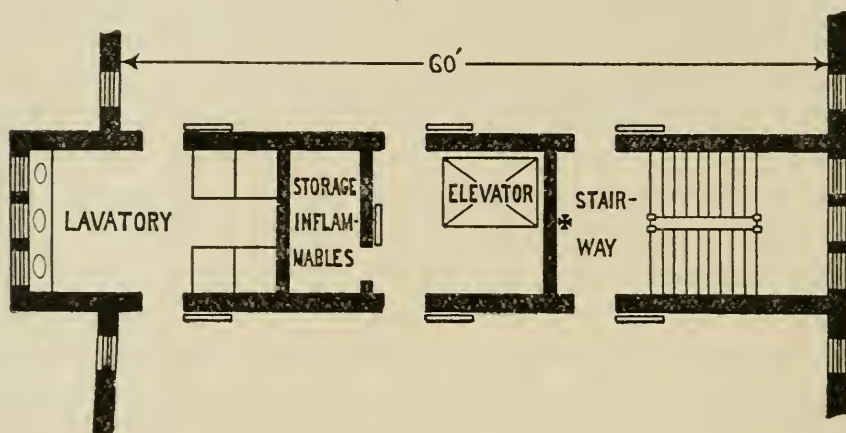 60'
LAVATORY
STORAGE
INFLAM-
MABLES
ELEVATOR
STAIR-
WAY